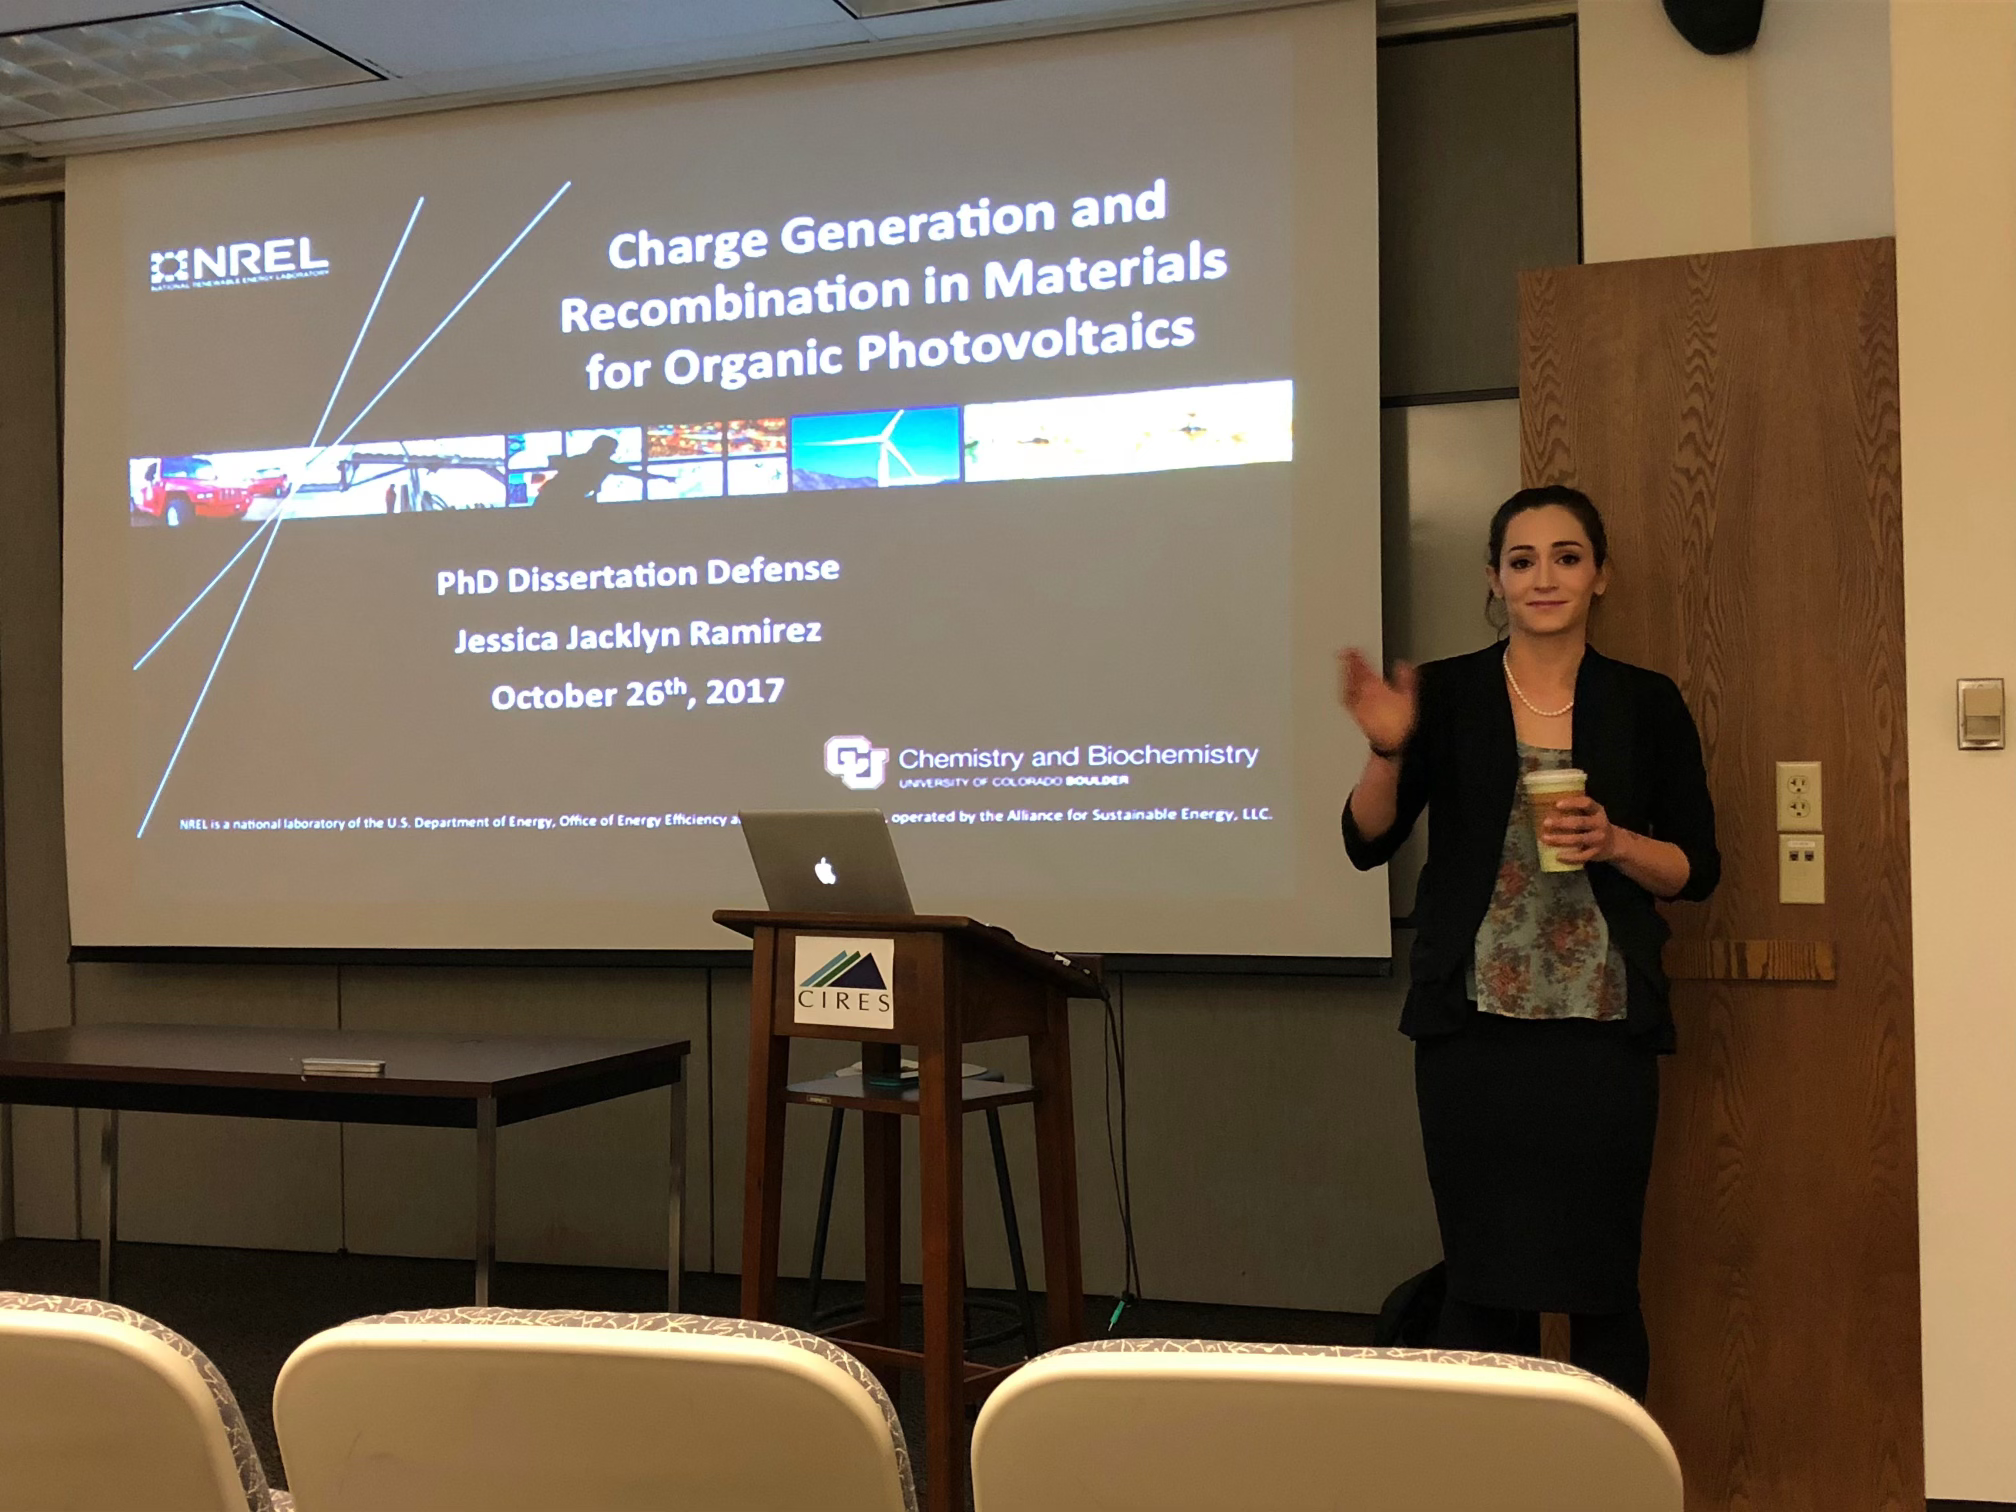 NREL
NATIONAL RENEWABLE ENERGY LABORATORY
Charge Generation and
Recombination in Materials
for Organic Photovoltaics
PhD Dissertation Defense
Jessica Jacklyn Ramirez
October 26th, 2017
CU
Chemistry and Biochemistry
UNIVERSITY OF COLORADO BOULDER
NREL is a national laboratory of the U.S. Department of Energy, Office of Energy Efficiency operated by the Alliance for Sustainable Energy, LLC.
CIRES